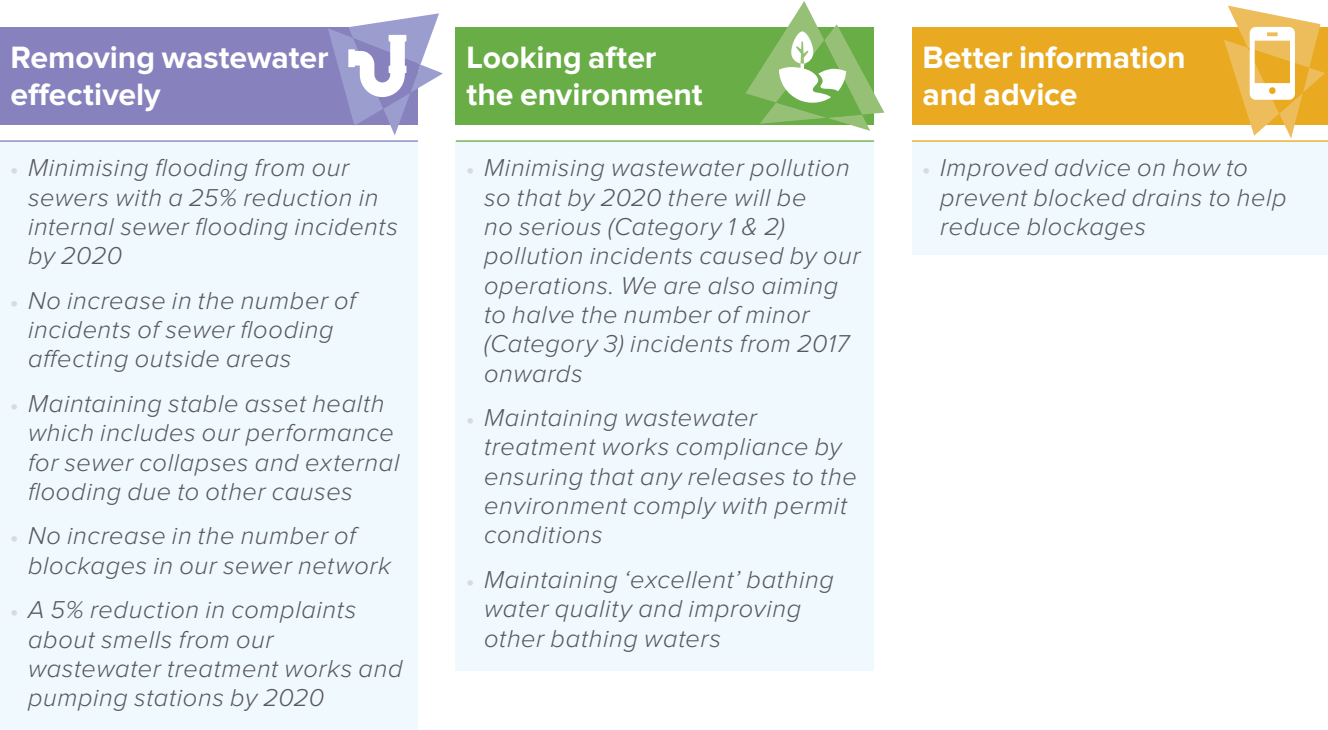 Removing wastewater
effectively
• Minimising flooding from our
sewers with a 25% reduction in
internal sewer flooding incidents
by 2020
• No increase in the number of
incidents of sewer flooding
affecting outside areas
• Maintaining stable asset health
which includes our performance
for sewer collapses and external
flooding due to other causes
• No increase in the number of
blockages in our sewer network
• A 5% reduction in complaints
about smells from our
wastewater treatment works and
pumping stations by 2020
Looking after
the environment
• Minimising wastewater pollution
so that by 2020 there will be
no serious (Category 1 & 2)
pollution incidents caused by our
operations. We are also aiming
to halve the number of minor
(Category 3) incidents from 2017
onwards
• Maintaining wastewater
treatment works compliance by
ensuring that any releases to the
environment comply with permit
conditions
• Maintaining ‘excellent’ bathing
water quality and improving
other bathing waters
Better information
and advice
• Improved advice on how to
prevent blocked drains to help
reduce blockages